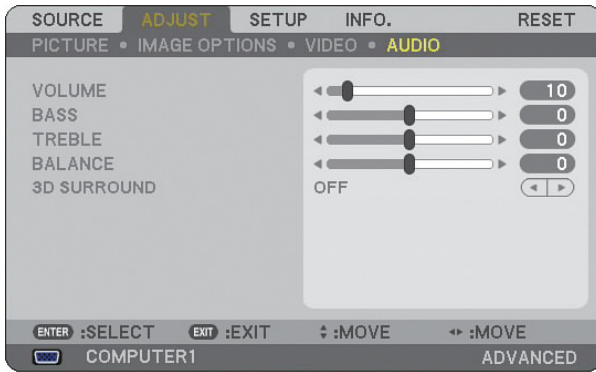 SOURCE ADJUST SETUP INFO. RESET
PICTURE • IMAGE OPTIONS • VIDEO • AUDIO
VOLUME 10
BASS 0
TREBLE 0
BALANCE 0
3D SURROUND OFF
ENTER :SELECT EXIT :EXIT :MOVE :MOVE
COMPUTER1 ADVANCED